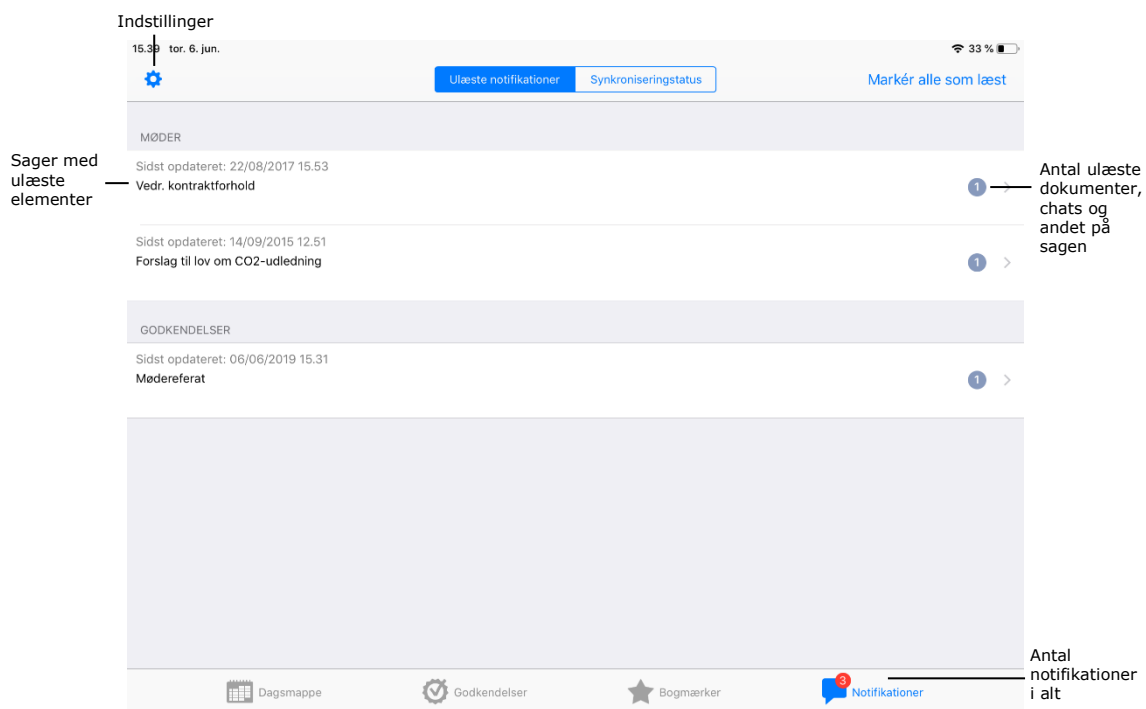 Indstillinger
15.39 tor. 6. jun.
33 %
Ulæste notifikationer
Synkroniseringstatus
Markér alle som læst
MØDER
Sager med
ulæste
elementer
Sidst opdateret: 22/08/2017 15.53
Vedr. kontraktforhold
1
Antal ulæste
dokumenter,
chats og
andet på
sagen
Sidst opdateret: 14/09/2015 12.51
Forslag til lov om CO2-udledning
1
GODKENDELSER
Sidst opdateret: 06/06/2019 15.31
Mødereferat
1
Antal
notifikationer
i alt
Dagsmappe
Godkendelser
Bogmærker
3
Notifikationer